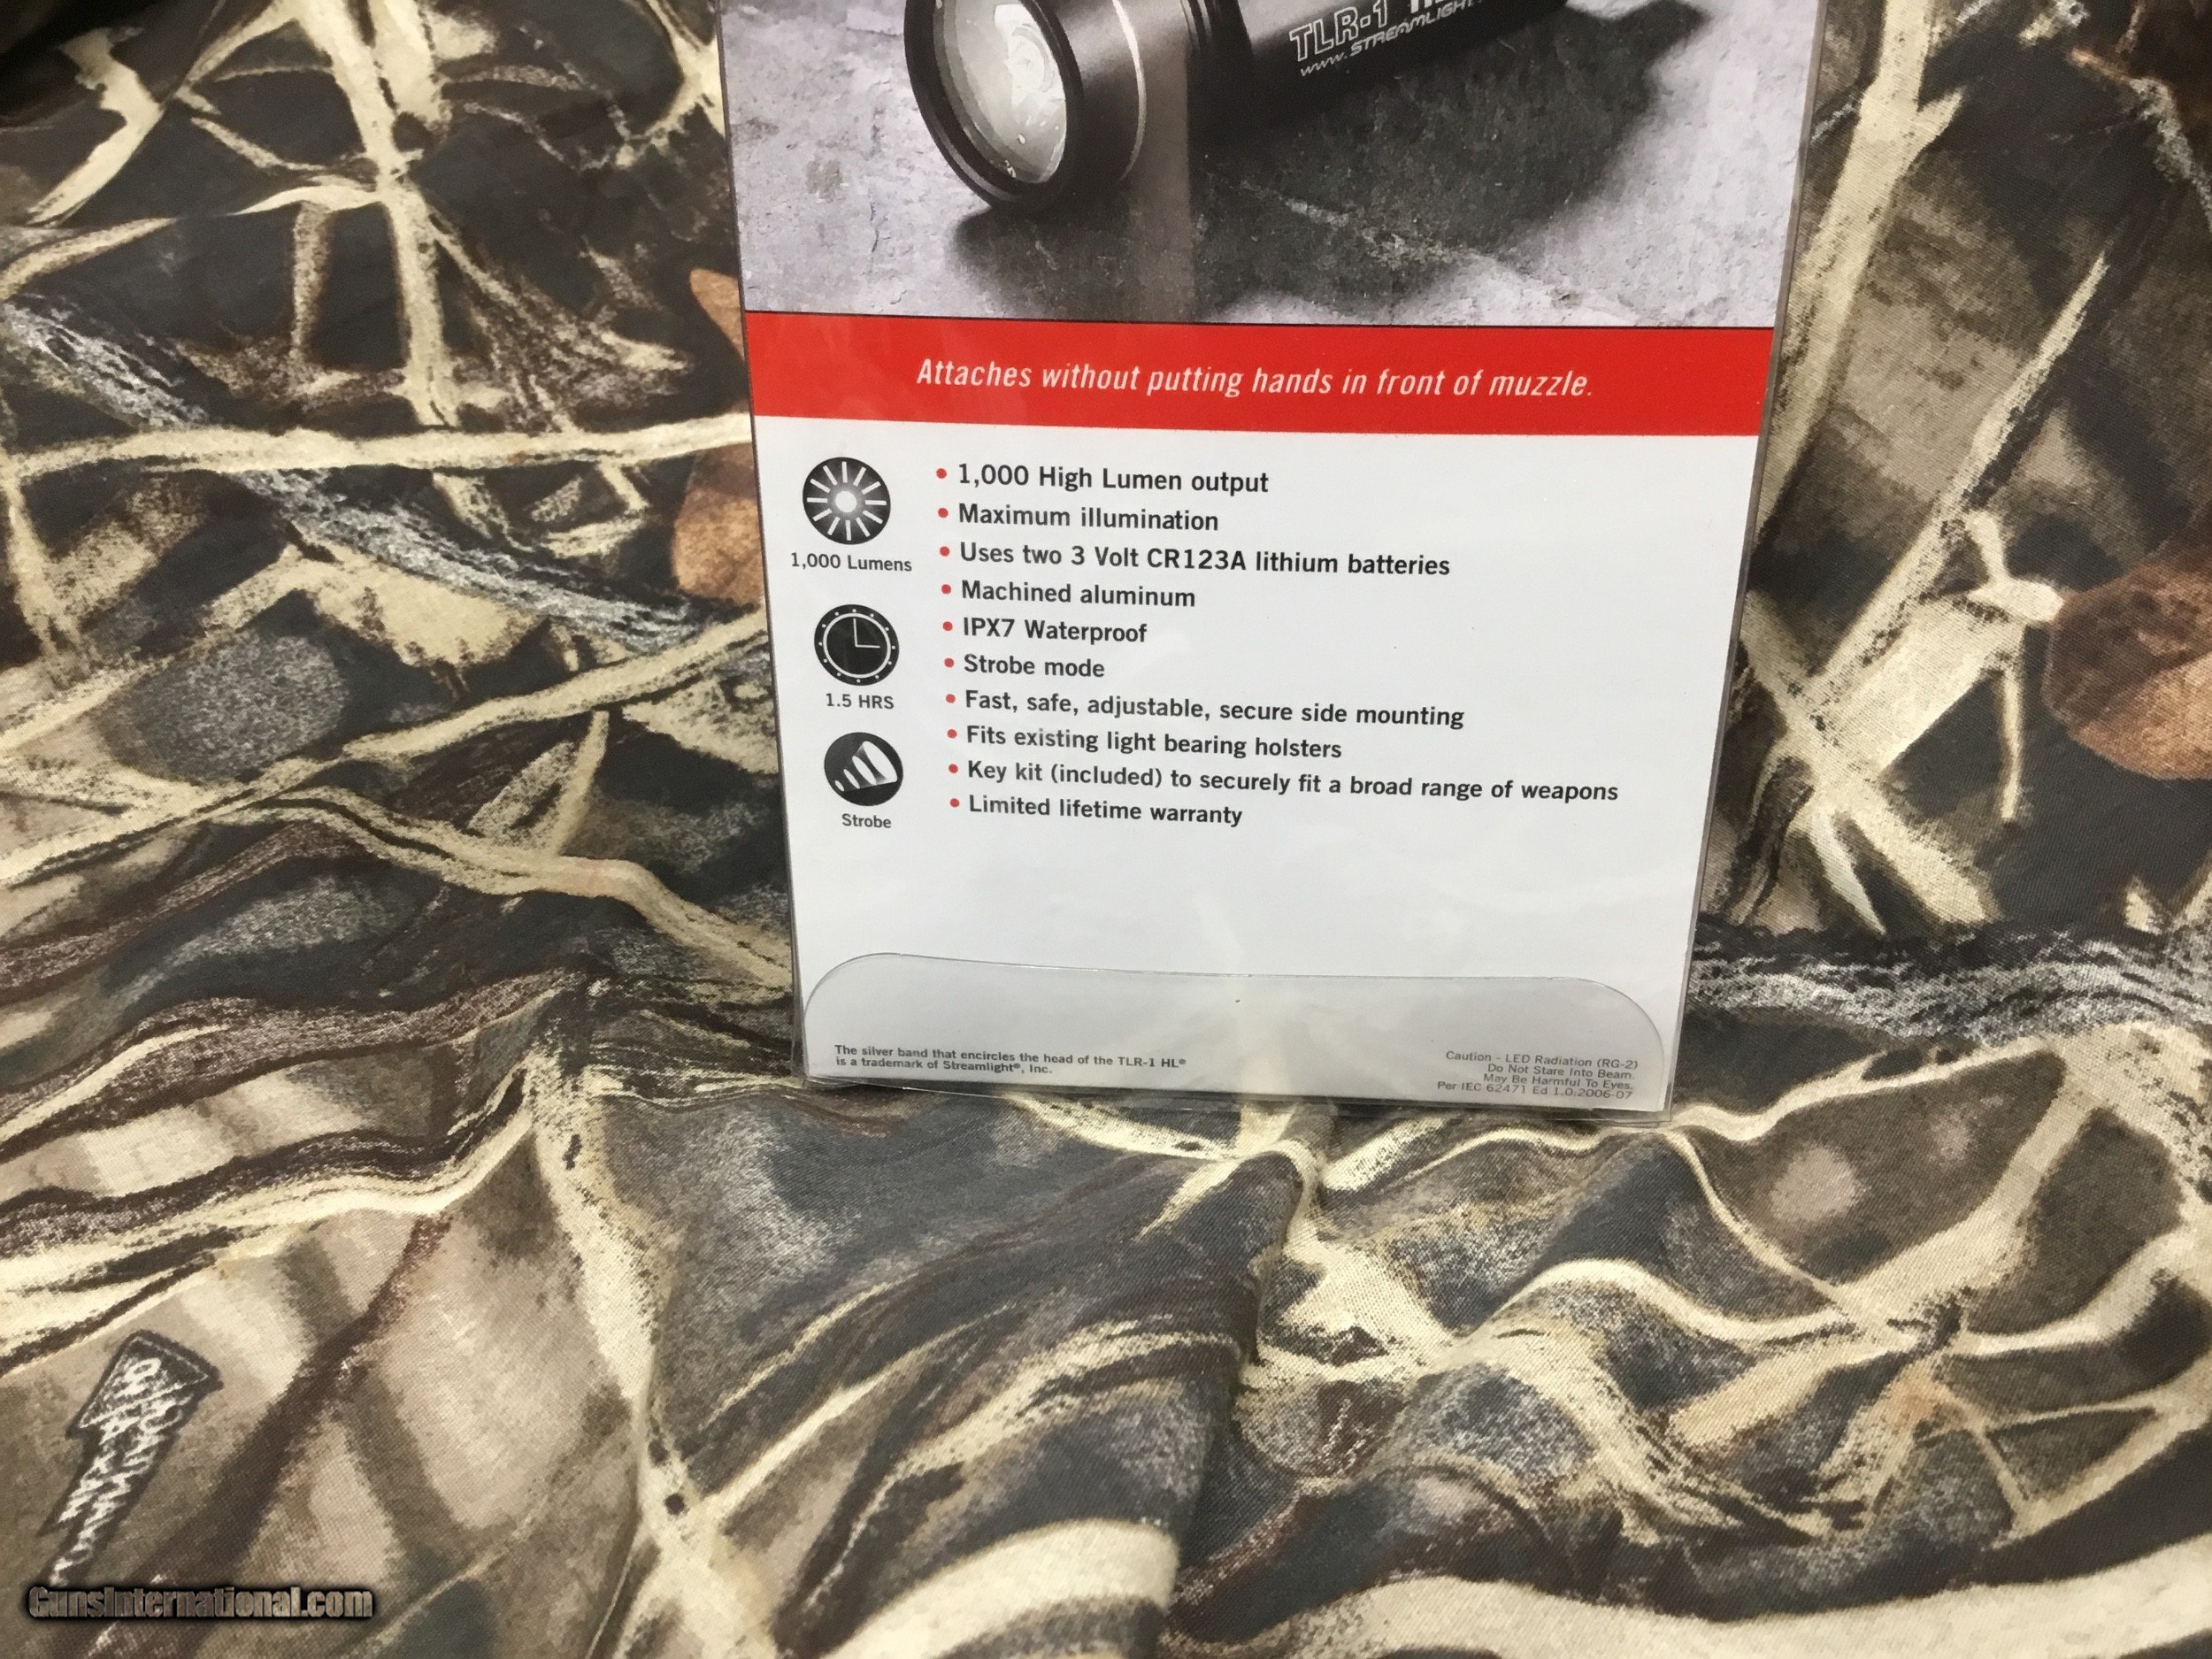 TLR-1
www.STREAMLIGHT.
Attaches without putting hands in front of muzzle.
• 1,000 High Lumen output
• Maximum illumination
• Uses two 3 Volt CR123A lithium batteries
• Machined aluminum
• IPX7 Waterproof
• Strobe mode
• Fast, safe, adjustable, secure side mounting
• Fits existing light bearing holsters
• Key kit (included) to securely fit a broad range of weapons
• Limited lifetime warranty
1,000 Lumens
1.5 HRS
Strobe
The silver band that encircles the head of the TLR-1 HL®
is a trademark of Streamlight®, Inc.
Caution - LED Radiation (RG-2)
Do Not Stare Into Beam.
May Be Harmful To Eyes.
Per IEC 62471 Ed 1.0:2006-07
GunsInternational.com